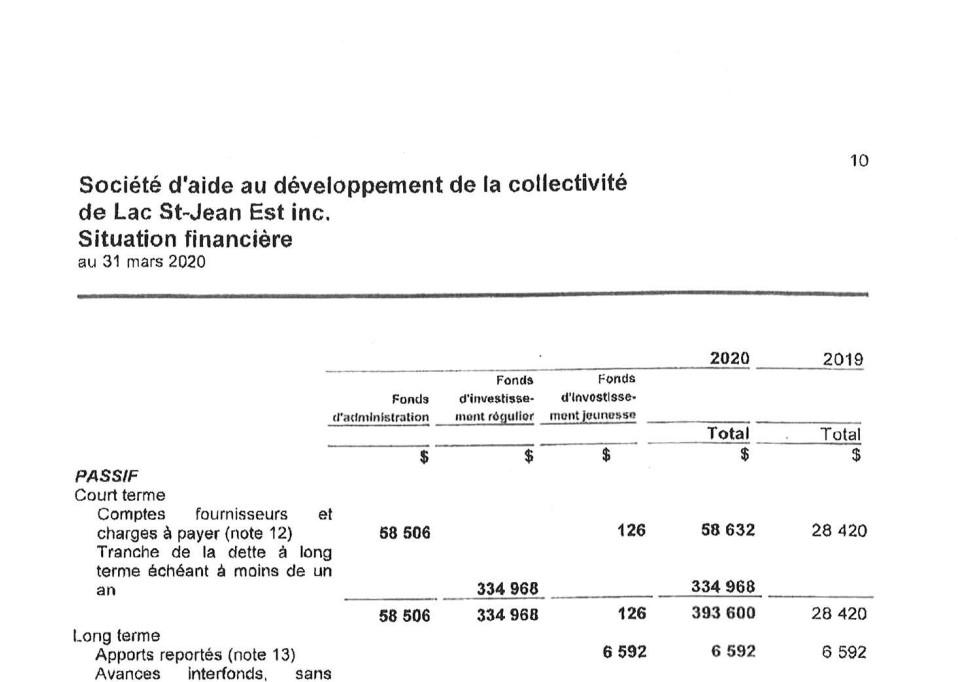 10
Société d'aide au développement de la collectivité
de Lac St-Jean Est inc.
Situation financière
au 31 mars 2020
2020 2019
Fonds Fonds
Fonds d'investisse- d'investisse-
d'administration ment régulier ment jeunesse
Total Total
$ $ $ $ $
PASSIF
Court terme
Comptes fournisseurs et
charges à payer (note 12) 58 506 126 58 632 28 420
Tranche de la dette à long
terme échéant à moins de un
an 334 968 334 968
58 506 334 968 126 393 600 28 420
Long terme
Apports reportés (note 13) 6 592 6 592 6 592
Avances interfonds, sans